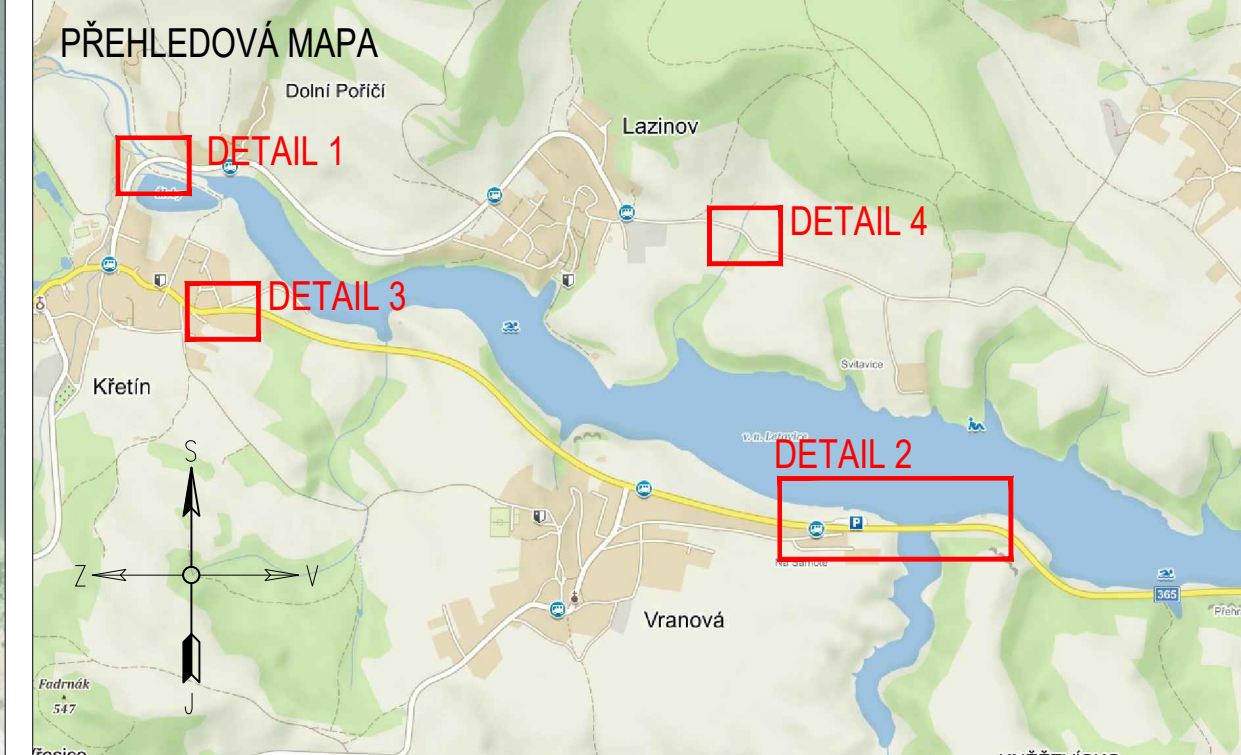 PŘEHLEDOVÁ MAPA
Dolní Poříčí
Lazinov
DETAIL 1
DETAIL 4
DETAIL 3
Svitavice
Křetín
v. n. Letovice
DETAIL 2
S
P
Z
V
Na Samotě
365
Vranová
Fadrnák
547
J